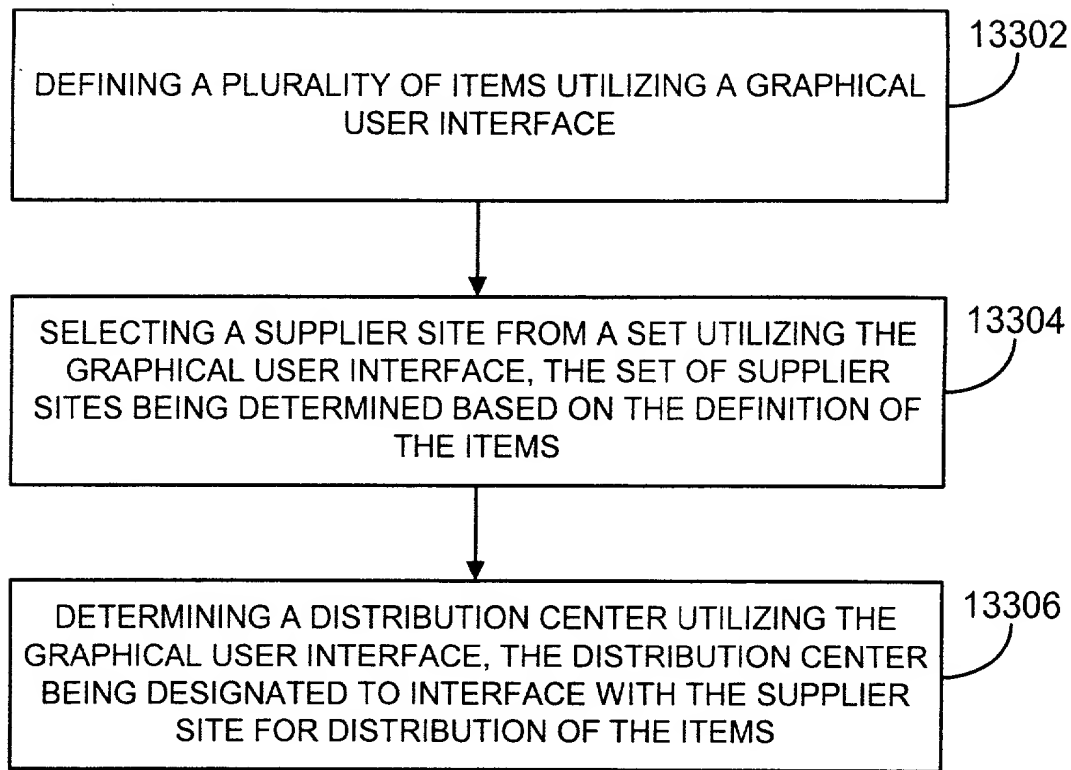 13302
DEFINING A PLURALITY OF ITEMS UTILIZING A GRAPHICAL
USER INTERFACE
13304
SELECTING A SUPPLIER SITE FROM A SET UTILIZING THE
GRAPHICAL USER INTERFACE, THE SET OF SUPPLIER
SITES BEING DETERMINED BASED ON THE DEFINITION OF
THE ITEMS
13306
DETERMINING A DISTRIBUTION CENTER UTILIZING THE
GRAPHICAL USER INTERFACE, THE DISTRIBUTION CENTER
BEING DESIGNATED TO INTERFACE WITH THE SUPPLIER
SITE FOR DISTRIBUTION OF THE ITEMS